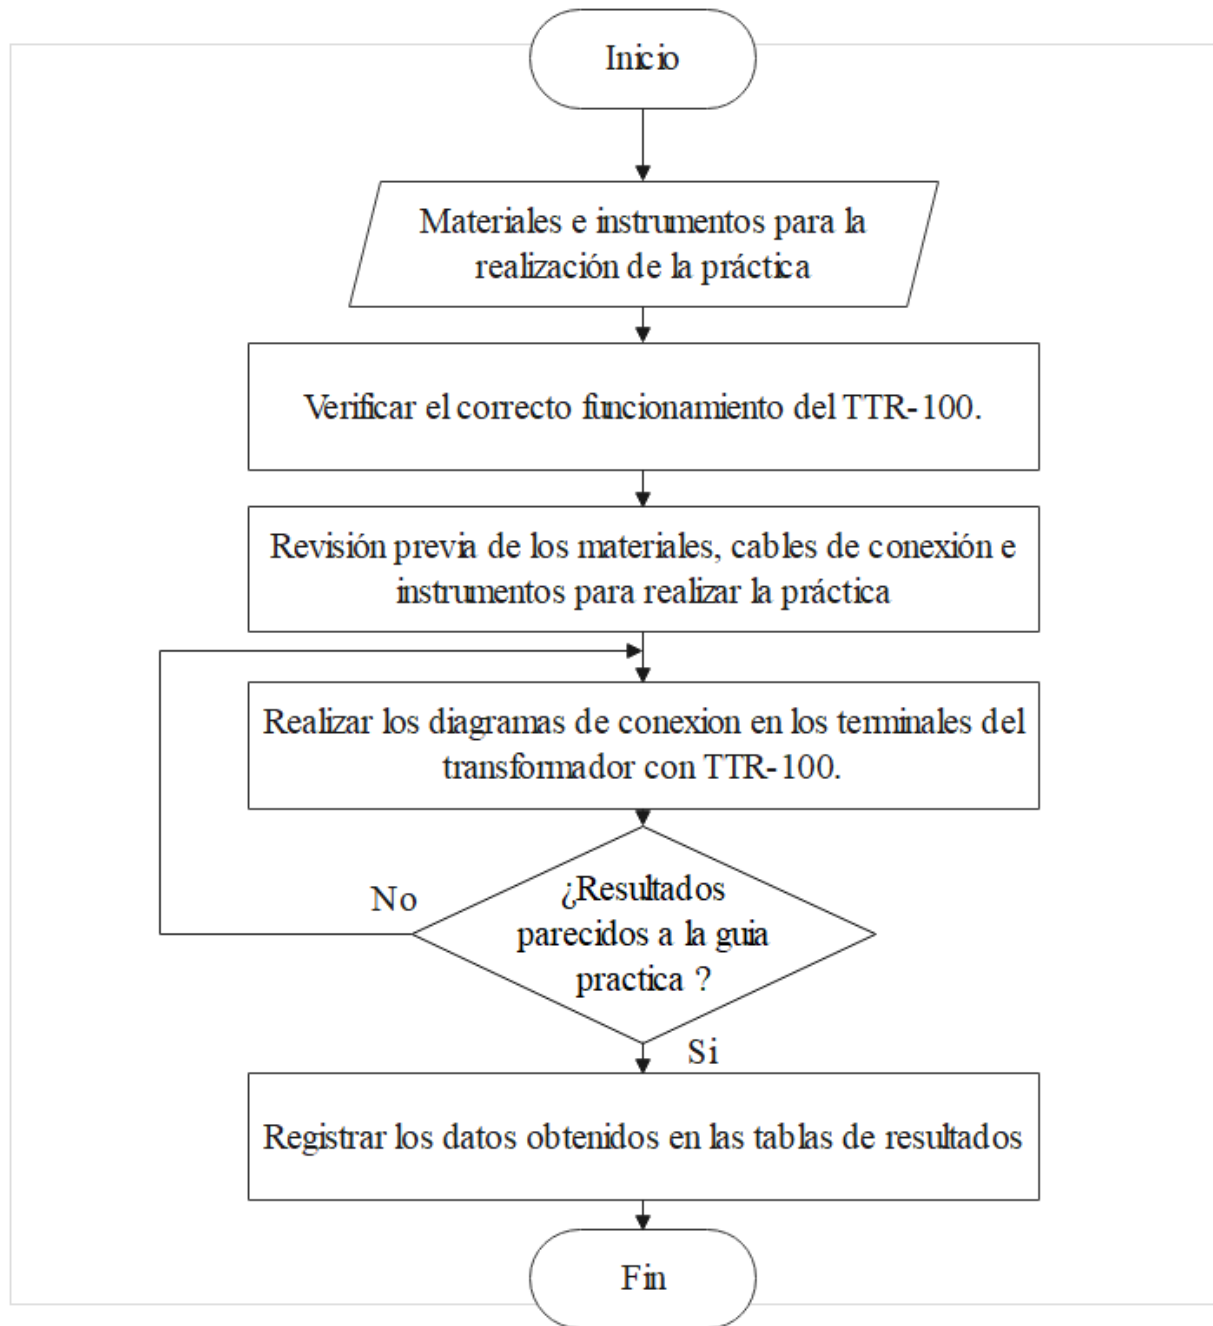 Inicio
Materiales e instrumentos para la
realización de la práctica
Verificar el correcto funcionamiento del TTR-100.
Revisión previa de los materiales, cables de conexión e
instrumentos para realizar la práctica
Realizar los diagramas de conexion en los terminales del
transformador con TTR-100.
No
¿Resultados
parecidos a la guia
practica ?
Si
Registrar los datos obtenidos en las tablas de resultados
Fin